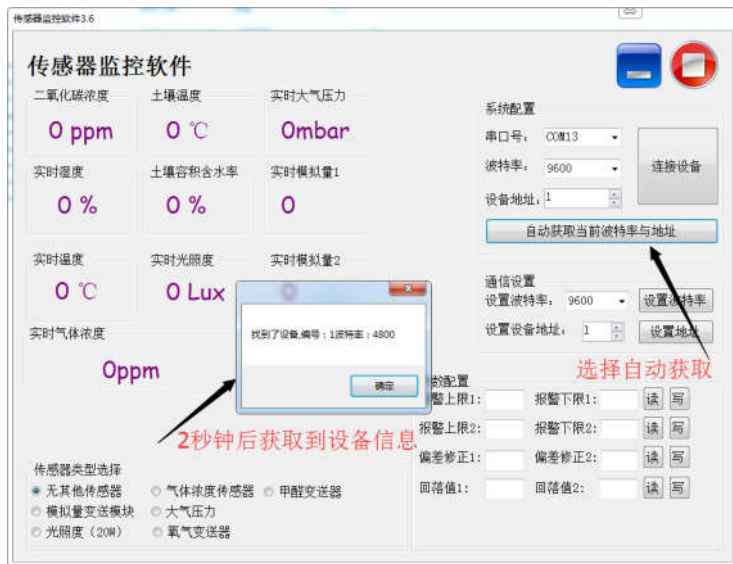 传感器监控软件3.6
传感器监控软件
二氧化碳浓度
土壤温度
实时大气压力
0 ppm
0 ℃
0mbar
实时湿度
土壤容积含水率
实时模拟量1
0 %
0 %
0
实时温度
实时光照度
实时模拟量2
0 ℃
0 Lux
0
实时气体浓度
0ppm
系统配置
串口号: COM13
波特率: 9600
连接设备
设备地址: 1
自动获取当前波特率与地址
通信设置
设置波特率: 9600 设置波特率
设置设备地址: 1 设置地址
找到了设备,编号:1波特率:4800
确定
选择自动获取
2秒钟后获取到设备信息
数配置
报警上限1: 报警下限1: 读 写
报警上限2: 报警下限2: 读 写
偏差修正1: 偏差修正2: 读 写
回落值1: 回落值2: 读 写
传感器类型选择
无其他传感器 气体浓度传感器 甲醛变送器
模拟量变送模块 大气压力
光照度(20W) 氧气变送器